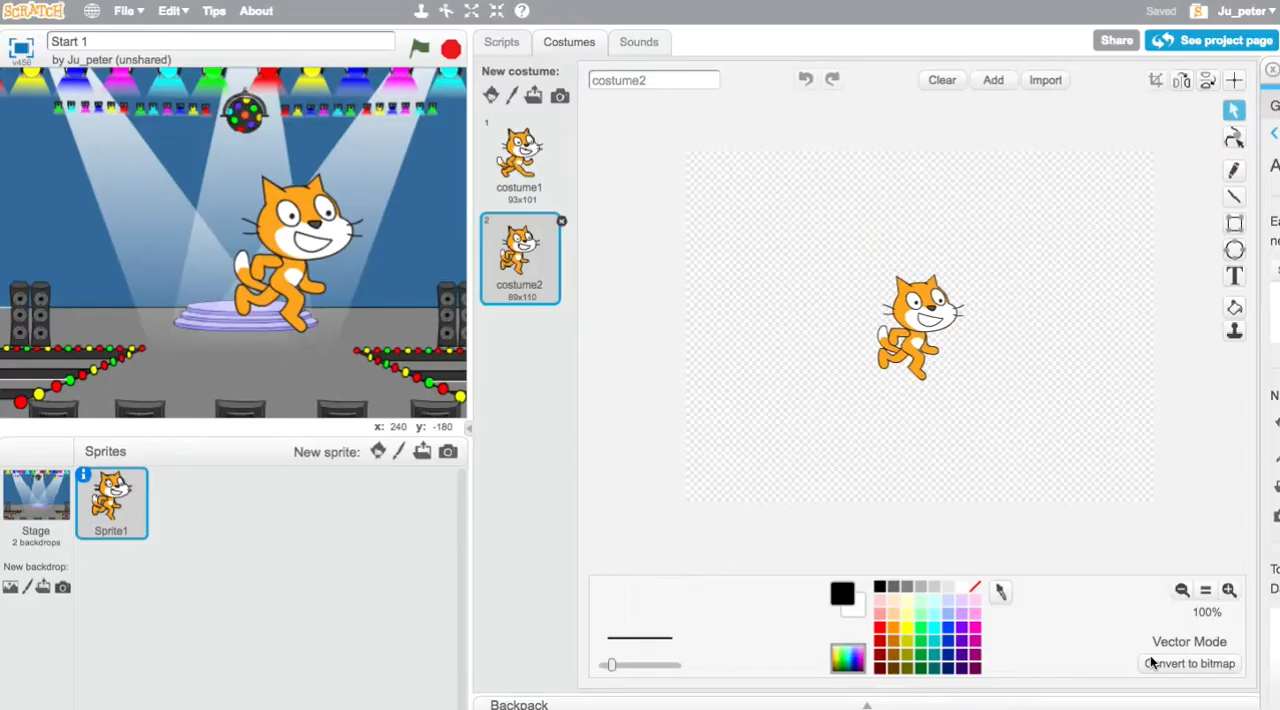 SCRATCH File Edit Tips About Saved Ju_peter
Start 1 Scripts Costumes Sounds Share See project page
v456 by Ju_peter (unshared)
New costume: costume2 Clear Add Import
1
costume1
93x101
2
costume2
89x110
T
x: 240 y: -180
Sprites New sprite:
Sprite1
Stage
2 backdrops
New backdrop:
100%
Vector Mode
Convert to bitmap
Backpack